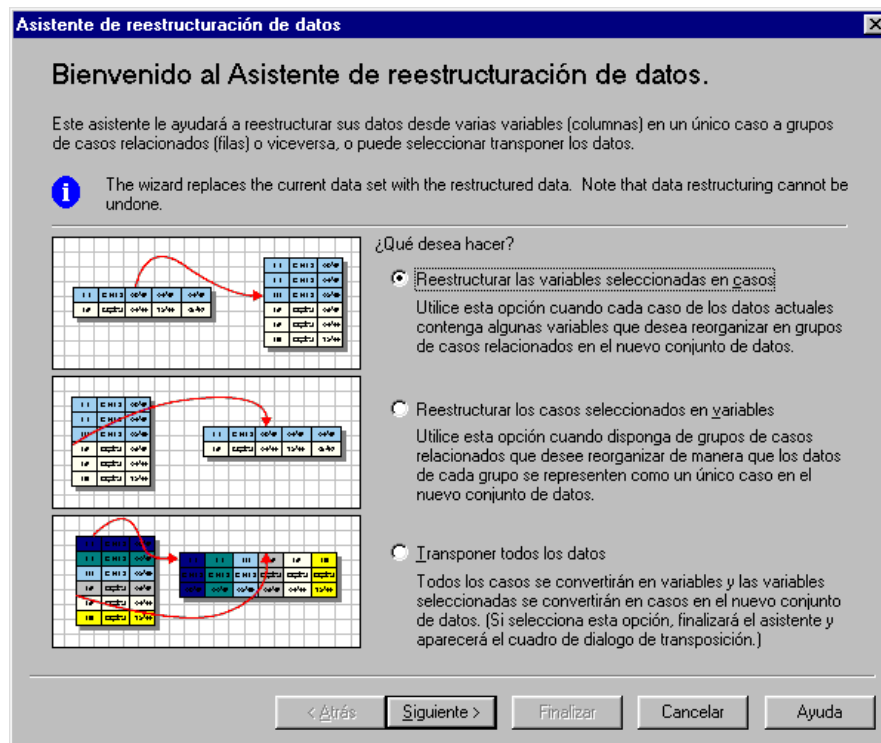 Asistente de reestructuración de datos
Bienvenido al Asistente de reestructuración de datos.
Este asistente le ayudará a reestructurar sus datos desde varias variables (columnas) en un único caso a grupos
de casos relacionados (filas) o viceversa, o puede seleccionar transponer los datos.
The wizard replaces the current data set with the restructured data. Note that data restructuring cannot be
undone.
¿Qué desea hacer?
Reestructurar las variables seleccionadas en casos
Utilice esta opción cuando cada caso de los datos actuales
contenga algunas variables que desea reorganizar en grupos
de casos relacionados en el nuevo conjunto de datos.
Reestructurar los casos seleccionados en variables
Utilice esta opción cuando disponga de grupos de casos
relacionados que desee reorganizar de manera que los datos
de cada grupo se representen como un único caso en el
nuevo conjunto de datos.
Transponer todos los datos
Todos los casos se convertirán en variables y las variables
seleccionadas se convertirán en casos en el nuevo conjunto
de datos. (Si selecciona esta opción, finalizará el asistente y
aparecerá el cuadro de dialogo de transposición.)
< Atrás
Siguiente >
Finalizar
Cancelar
Ayuda